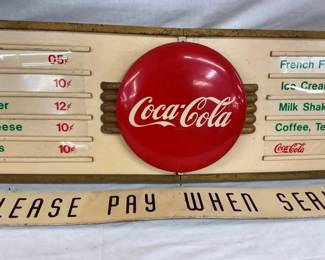 05¢
10¢
12¢
10¢
Coca-Cola
French F
Ice Crea
Milk Shak
Coffee, Te
Coca-Cola
LEASE PAY WHEN SER